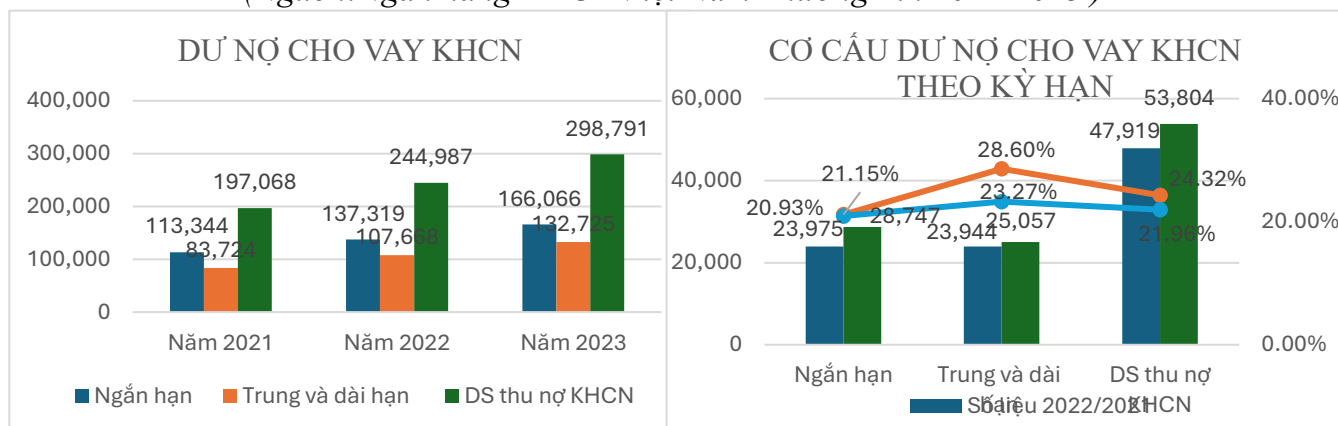 DƯ NỢ CHO VAY KHCN
400,000
300,000
200,000
100,000
0
197,068
113,344
83,724
244,987
137,319
107,668
298,791
166,066
132,725
Năm 2021
Năm 2022
Năm 2023
Ngắn hạn
Trung và dài hạn
DS thu nợ KHCN
CƠ CẤU DƯ NỢ CHO VAY KHCN
THEO KỲ HẠN
60,000
40,000
20,000
0
40.00%
20.00%
0.00%
53,804
47,919
28.60%
21.15%
24.32%
20.93%
23.27%
28,747
23,975
23,944
25,057
21.96%
Ngắn hạn
Trung và dài
hạn
DS thu nợ
KHCN
Số liệu 2022/2021